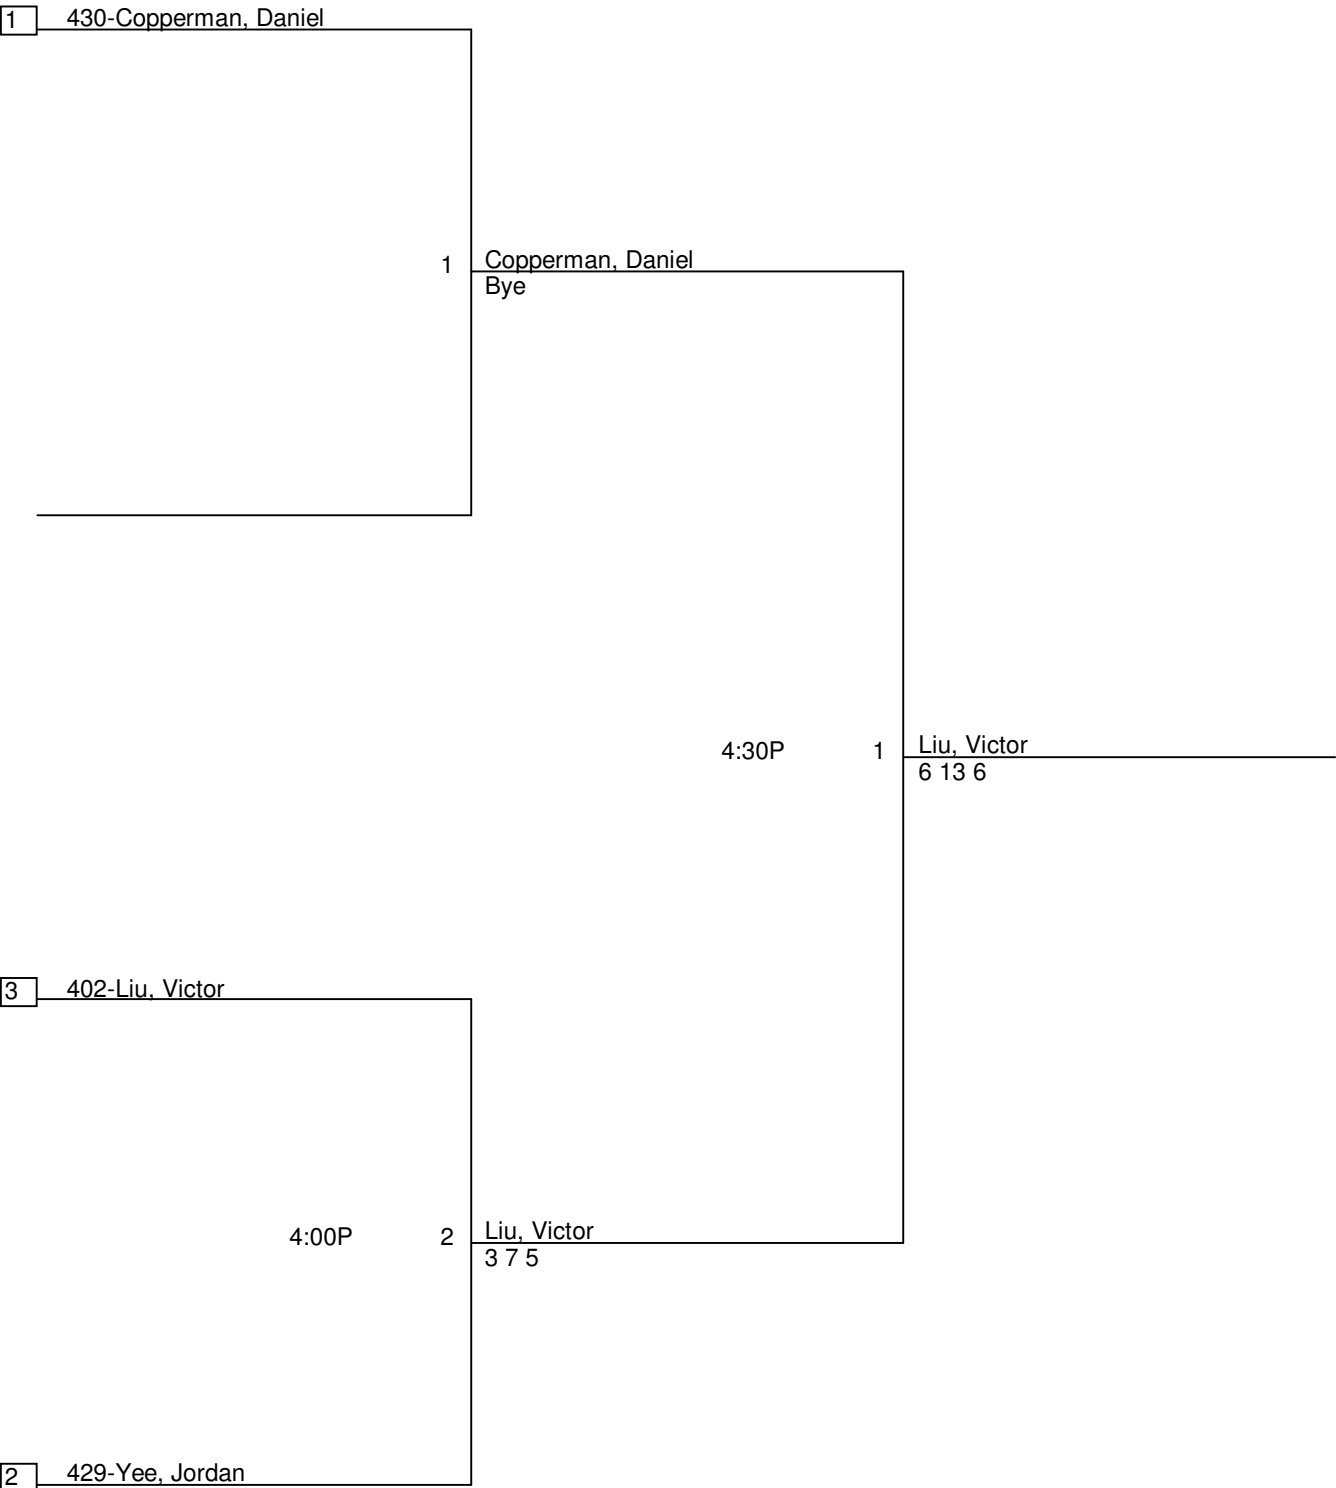 1 430-Copperman, Daniel
1 Copperman, Daniel
Bye
4:30P 1 Liu, Victor
6 13 6
3 402-Liu, Victor
4:00P 2 Liu, Victor
3 7 5
2 429-Yee, Jordan